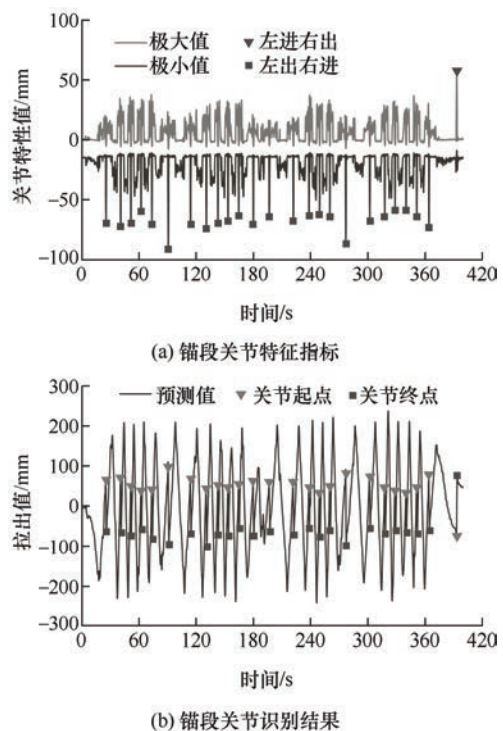 100
极大值 左进右出
极小值 左出右进
50
0
−50
−100
关节特性值/mm
0 60 120 180 240 300 360 420
时间/s
(a) 锚段关节特征指标
300
预测值 关节起点 关节终点
200
100
0
−100
−200
−300
拉出值/mm
0 60 120 180 240 300 360 420
时间/s
(b) 锚段关节识别结果